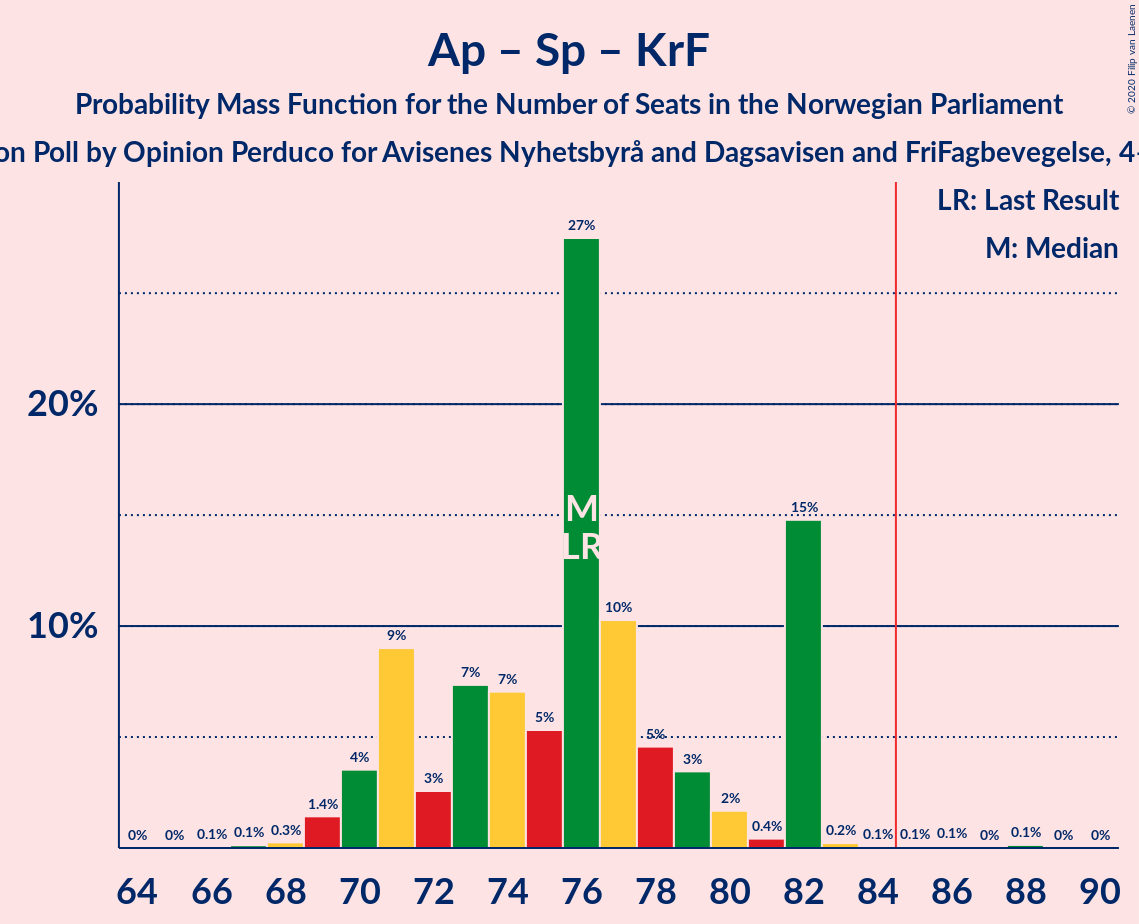 © 2020 Filip van Laenen
Ap – Sp – KrF
Probability Mass Function for the Number of Seats in the Norwegian Parliament
on Poll by Opinion Perduco for Avisenes Nyhetsbyrå and Dagsavisen and FriFagbevegelse, 4–
LR: Last Result
M: Median
20%
10%
0% 0% 0.1% 0.1% 0.3% 1.4% 4% 9% 3% 7% 7% 5% 27% 10% 5% 3% 2% 0.4% 15% 0.2% 0.1% 0.1% 0.1% 0% 0.1% 0% 0%
M
LR
64 66 68 70 72 74 76 78 80 82 84 86 88 90